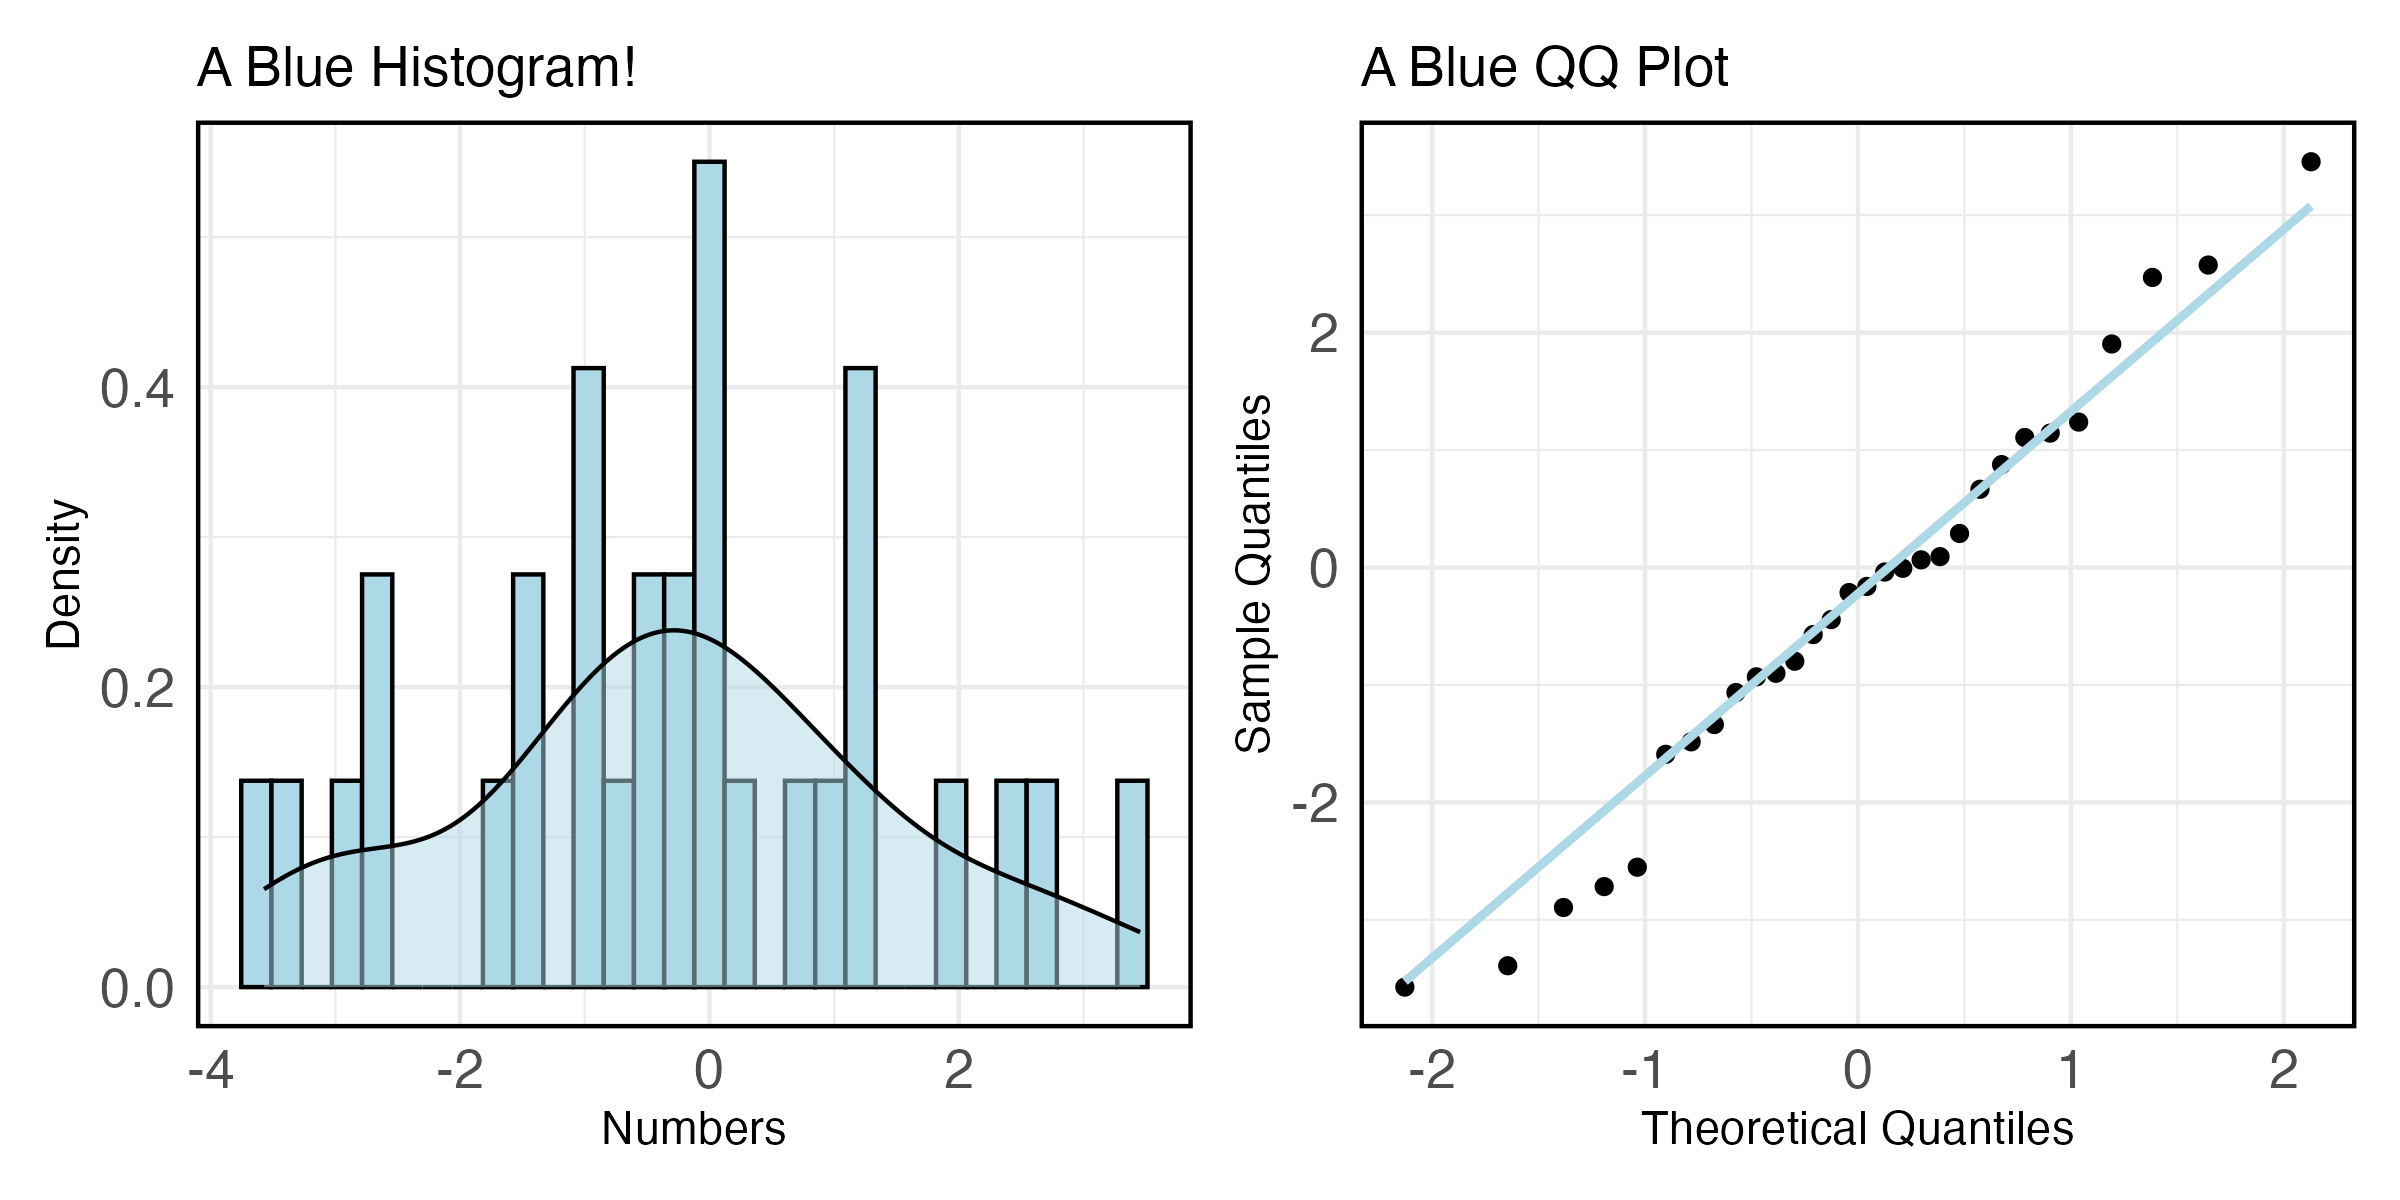 A Blue Histogram!
Density
0.4
0.2
0.0
-4 -2 0 2
Numbers
A Blue QQ Plot
Sample Quantiles
2
0
-2
-2 -1 0 1 2
Theoretical Quantiles